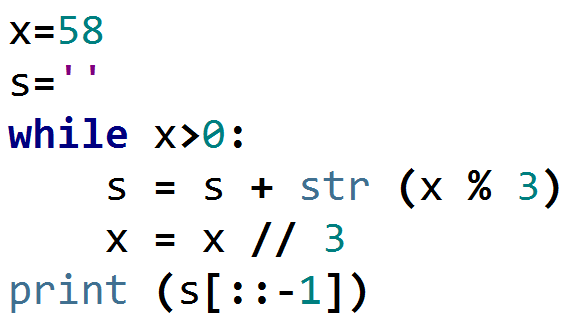 x=58
s=''
while x>0:
    s = s + str (x % 3)
    x = x // 3
print (s[::-1])